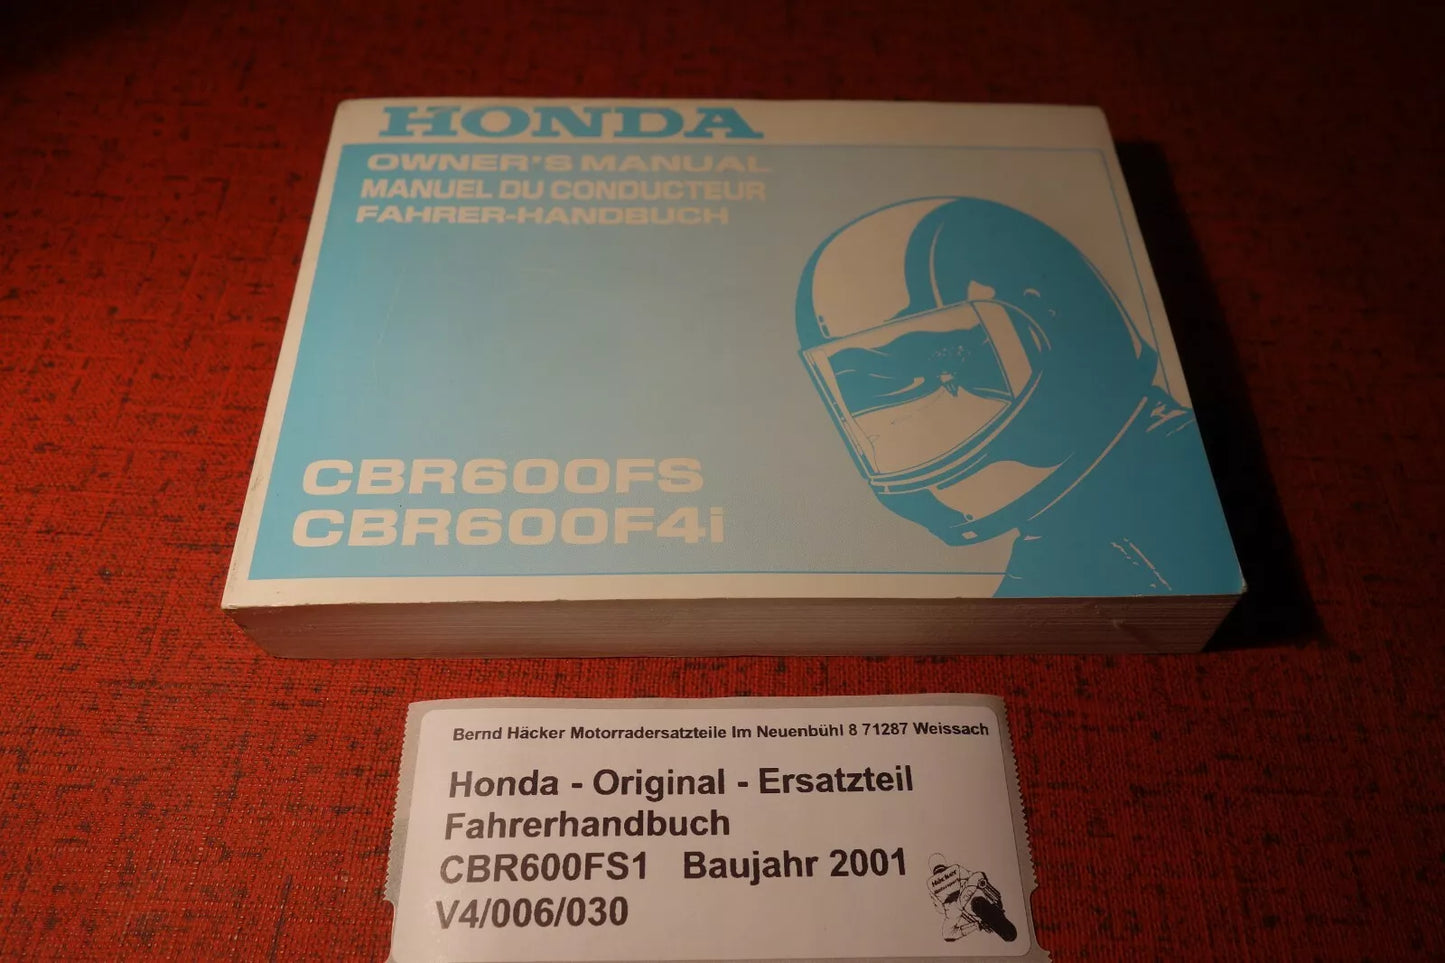 HONDA
OWNER'S MANUAL
MANUEL DU CONDUCTEUR
FAHRER-HANDBUCH
CBR600FS
CBR600F4i
Bernd Häcker Motorradersatzteile Im Neuenbühl 8 71287 Weissach
Honda - Original - Ersatzteil
Fahrerhandbuch
CBR600FS1 Baujahr 2001
V4/006/030
Häcker